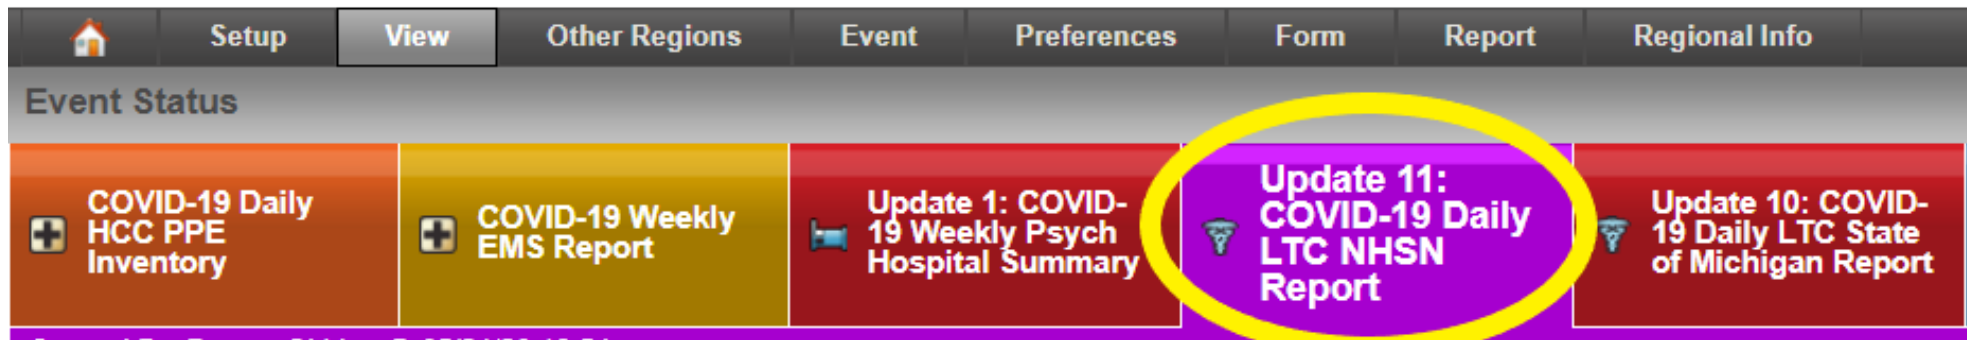 Setup View Other Regions Event Preferences Form Report Regional Info
Event Status
COVID-19 Daily
HCC PPE
Inventory
COVID-19 Weekly
EMS Report
Update 1: COVID-
19 Weekly Psych
Hospital Summary
Update 11:
COVID-19 Daily
LTC NHSN
Report
Update 10: COVID-
19 Daily LTC State
of Michigan Report